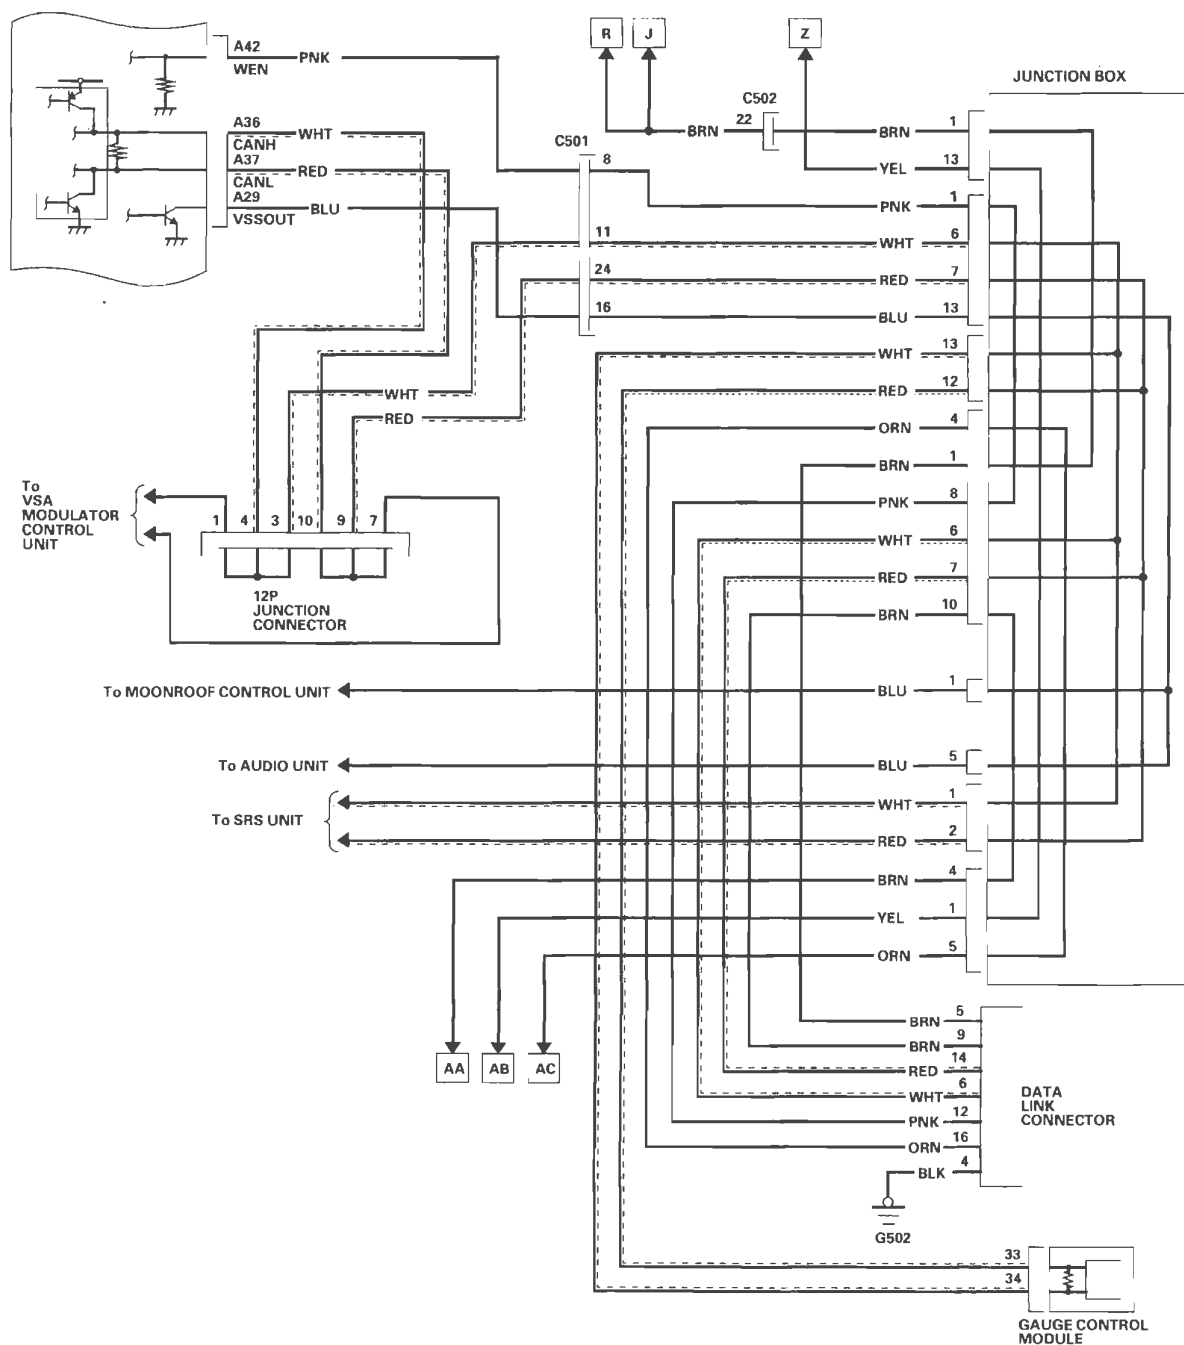 R J Z
JUNCTION BOX
A42
WEN
PNK
C502
22
BRN
BRN
1
A36
CANH
WHT
C501
8
YEL
13
A37
CANL
RED
A29
VSSOUT
BLU
PNK
1
11
WHT
6
24
RED
7
16
BLU
13
WHT
13
RED
12
WHT
RED
ORN
4
BRN
1
PNK
8
To
VSA
MODULATOR
CONTROL
UNIT
1 4 3 10 9 7
WHT
6
RED
7
12P
JUNCTION
CONNECTOR
BRN
10
To MOONROOF CONTROL UNIT
BLU
1
To AUDIO UNIT
BLU
5
To SRS UNIT
WHT
1
RED
2
BRN
4
YEL
1
ORN
5
AA AB AC
BRN
5
BRN
9
RED
14
WHT
6
PNK
12
ORN
16
BLK
4
DATA
LINK
CONNECTOR
G502
33
34
GAUGE CONTROL
MODULE